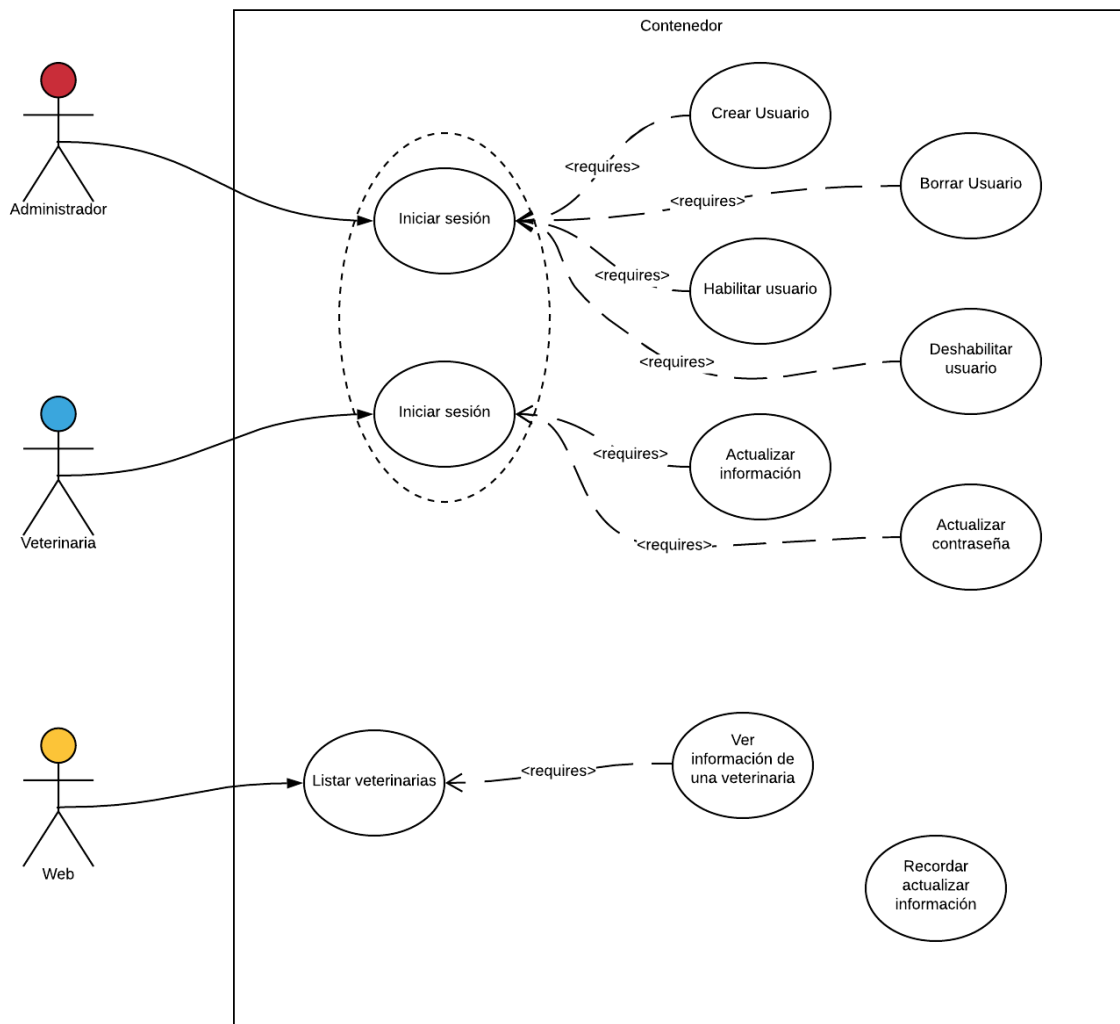 Contenedor
Crear Usuario
<requires>
Administrador
Iniciar sesión
<requires>
Borrar Usuario
<requires>
Habilitar usuario
<requires>
Deshabilitar
usuario
Veterinaria
Iniciar sesión
<requires>
Actualizar
información
<requires>
Actualizar
contraseña
Web
Listar veterinarias
<requires>
Ver
información de
una veterinaria
Recordar
actualizar
información